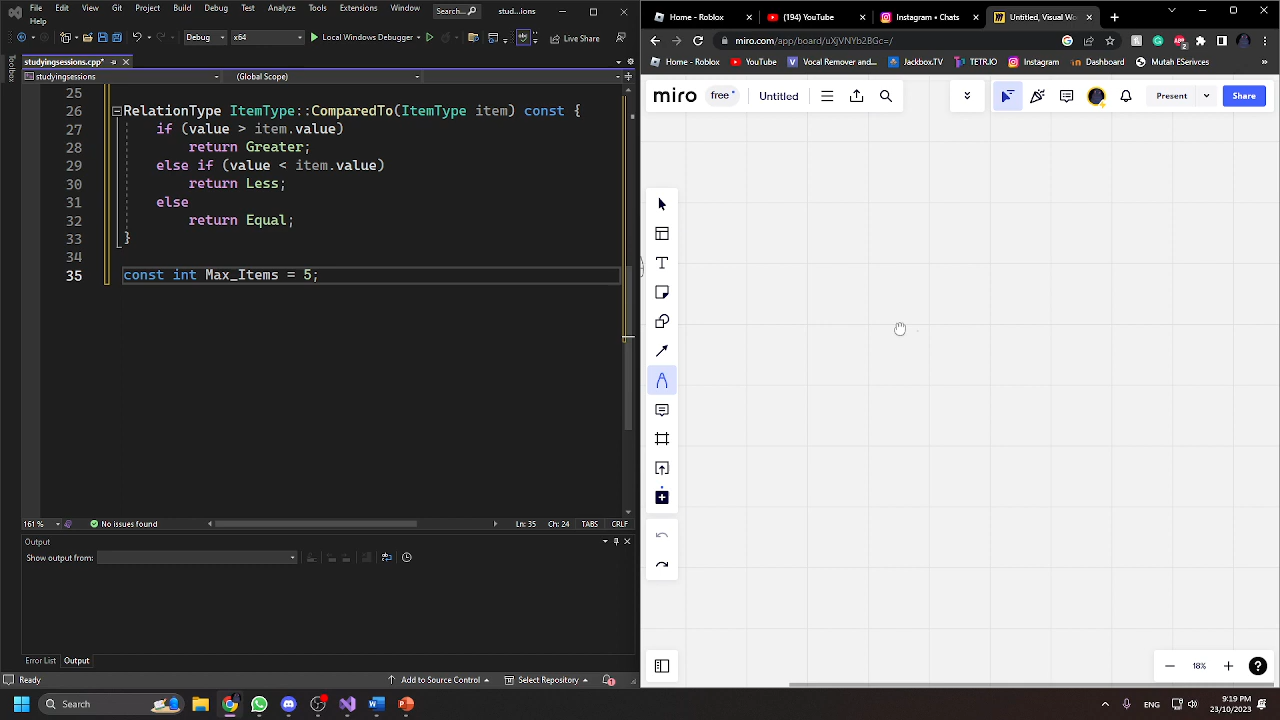 File Edit View Git Project Build Debug Test Analyze Tools Extensions Window Search... stud...ions
Help
Debug x64 Local Windows Debugger Live Share
studyingsessions.cpp*
studyingsessions (Global Scope)
Toolbox
25
26 RelationType ItemType::ComparedTo(ItemType item) const {
27 if (value > item.value)
28 return Greater;
29 else if (value < item.value)
30 return Less;
31 else
32 return Equal;
33 }
34
35 const int Max_Items = 5;
161 % No issues found Ln: 35 Ch: 24 TABS CRLF
Output
Show output from:
Error List Output
Ready Add to Source Control Select Repository
Home - Roblox (194) YouTube Instagram • Chats Untitled, Visual Wo
miro.com/app/board/uXjVNYb2BGc=/
Home - Roblox YouTube Vocal Remover and... Jackbox.TV TETR.IO Instagram Dashboard Mutual
miro free Untitled Present Share
18%
Search
ENG 9:19 PM
23/10/2023